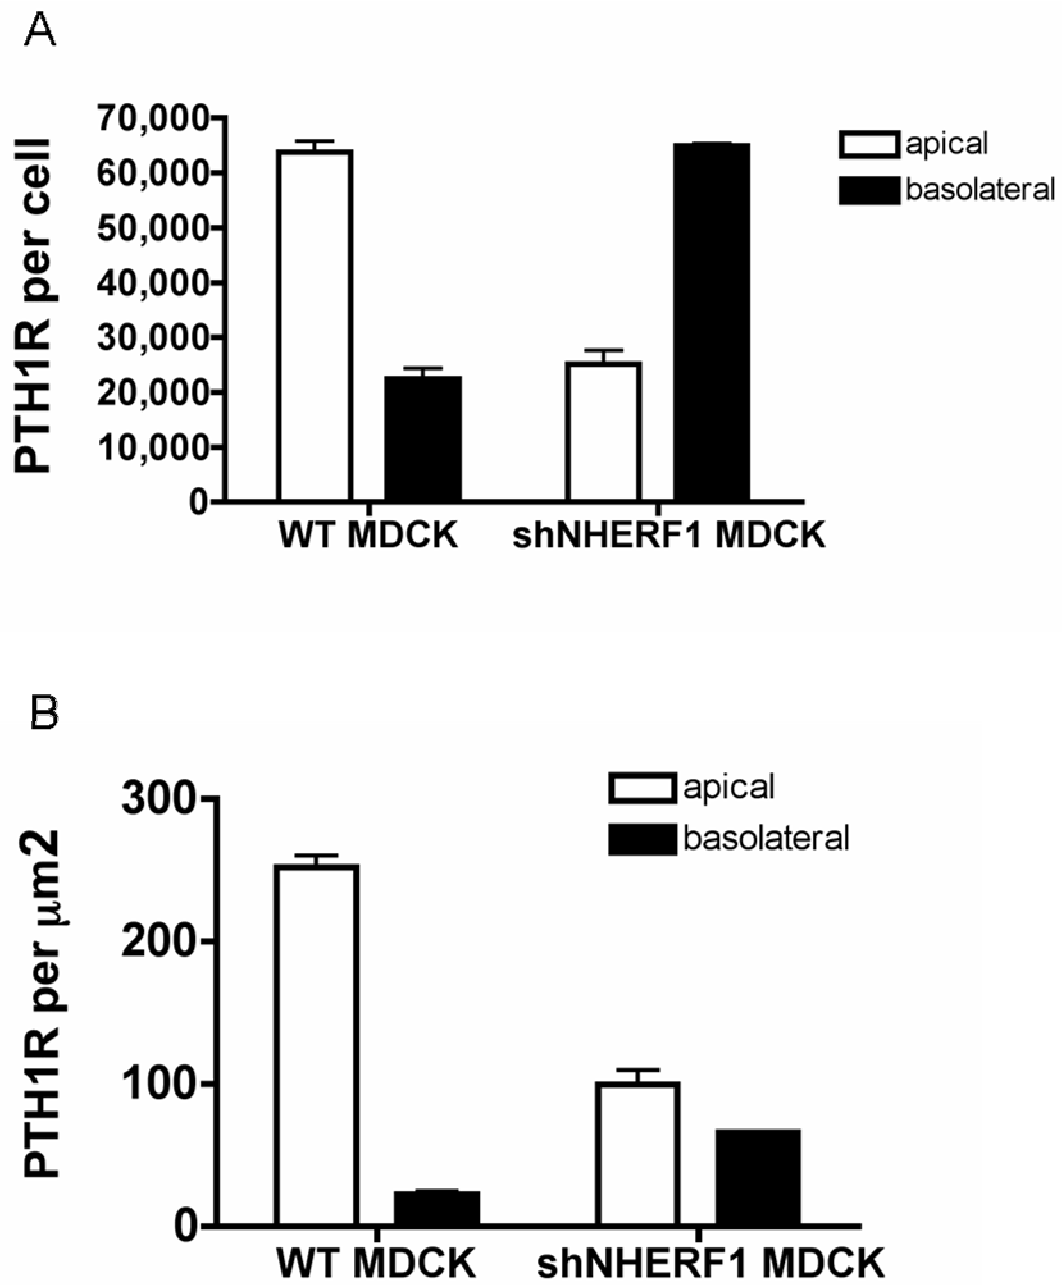 A
PTH1R per cell
70,000
60,000
50,000
40,000
30,000
20,000
10,000
0
apical
basolateral
WT MDCK
shNHERF1 MDCK
B
PTH1R per μm2
300
200
100
0
apical
basolateral
WT MDCK
shNHERF1 MDCK